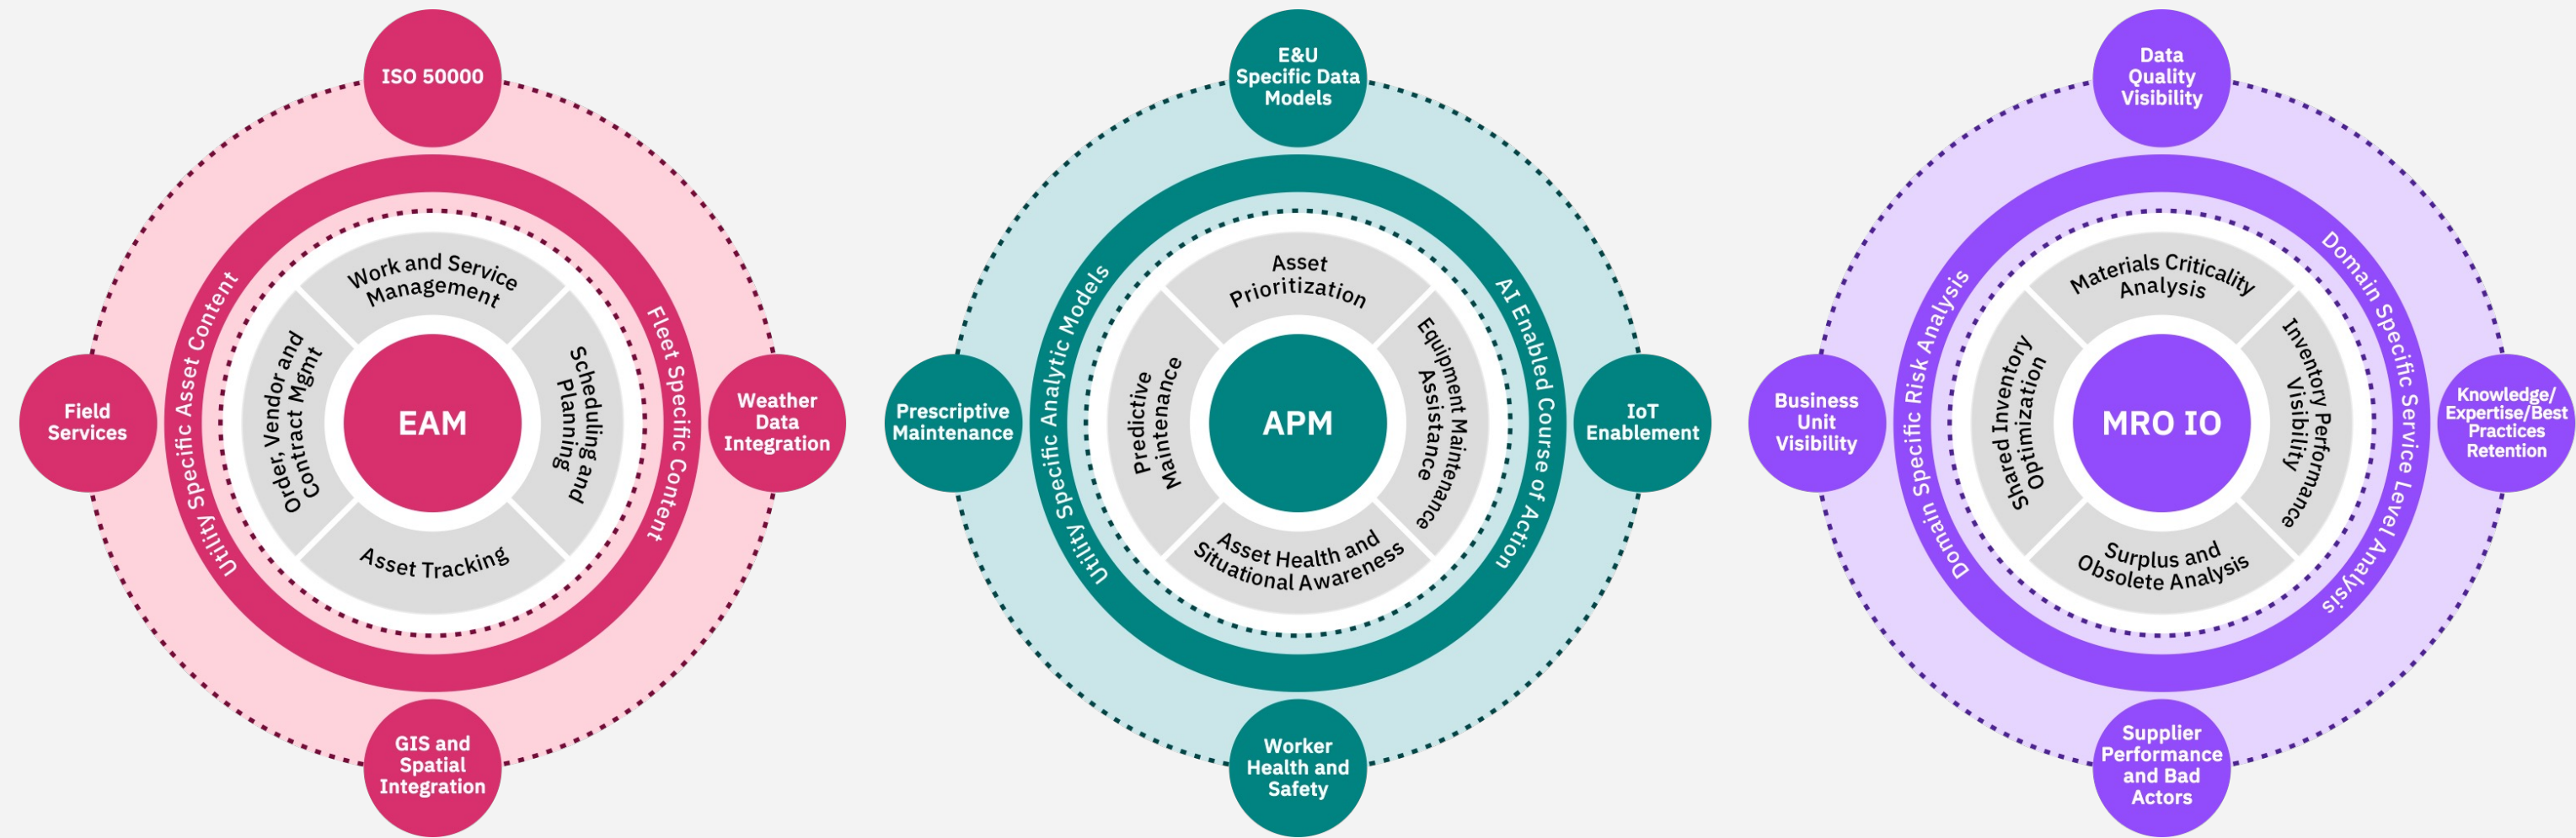 ISO 50000
Utility Specific Asset Content
Fleet Specific Content
Work and Service
Management
Order, Vendor and
Contract Mgmt
Scheduling and
Planning
Asset Tracking
EAM
Field
Services
Weather
Data
Integration
GIS and
Spatial
Integration
E&U
Specific Data
Models
Utility Specific Analytic Models
AI Enabled Course of Action
Asset
Prioritization
Predictive
Maintenance
Equipment Maintenance
Assistance
Asset Health and
Situational Awareness
APM
Prescriptive
Maintenance
IoT
Enablement
Worker
Health and
Safety
Data
Quality
Visibility
Domain Specific Risk Analysis
Domain Specific Service Level Analysis
Materials Criticality
Analysis
Shared Inventory
Optimization
Inventory Performance
Visibility
Surplus and
Obsolete Analysis
MRO IO
Business
Unit
Visibility
Knowledge/
Expertise/Best
Practices
Retention
Supplier
Performance
and Bad
Actors